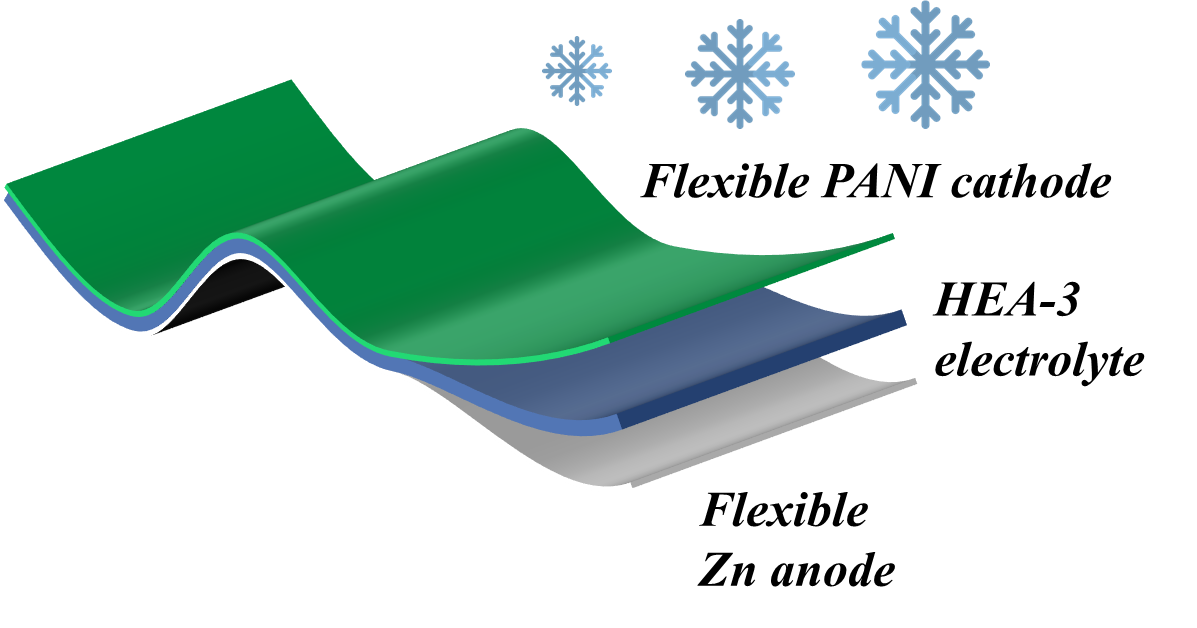 Flexible PANI cathode
HEA-3
electrolyte
Flexible
Zn anode